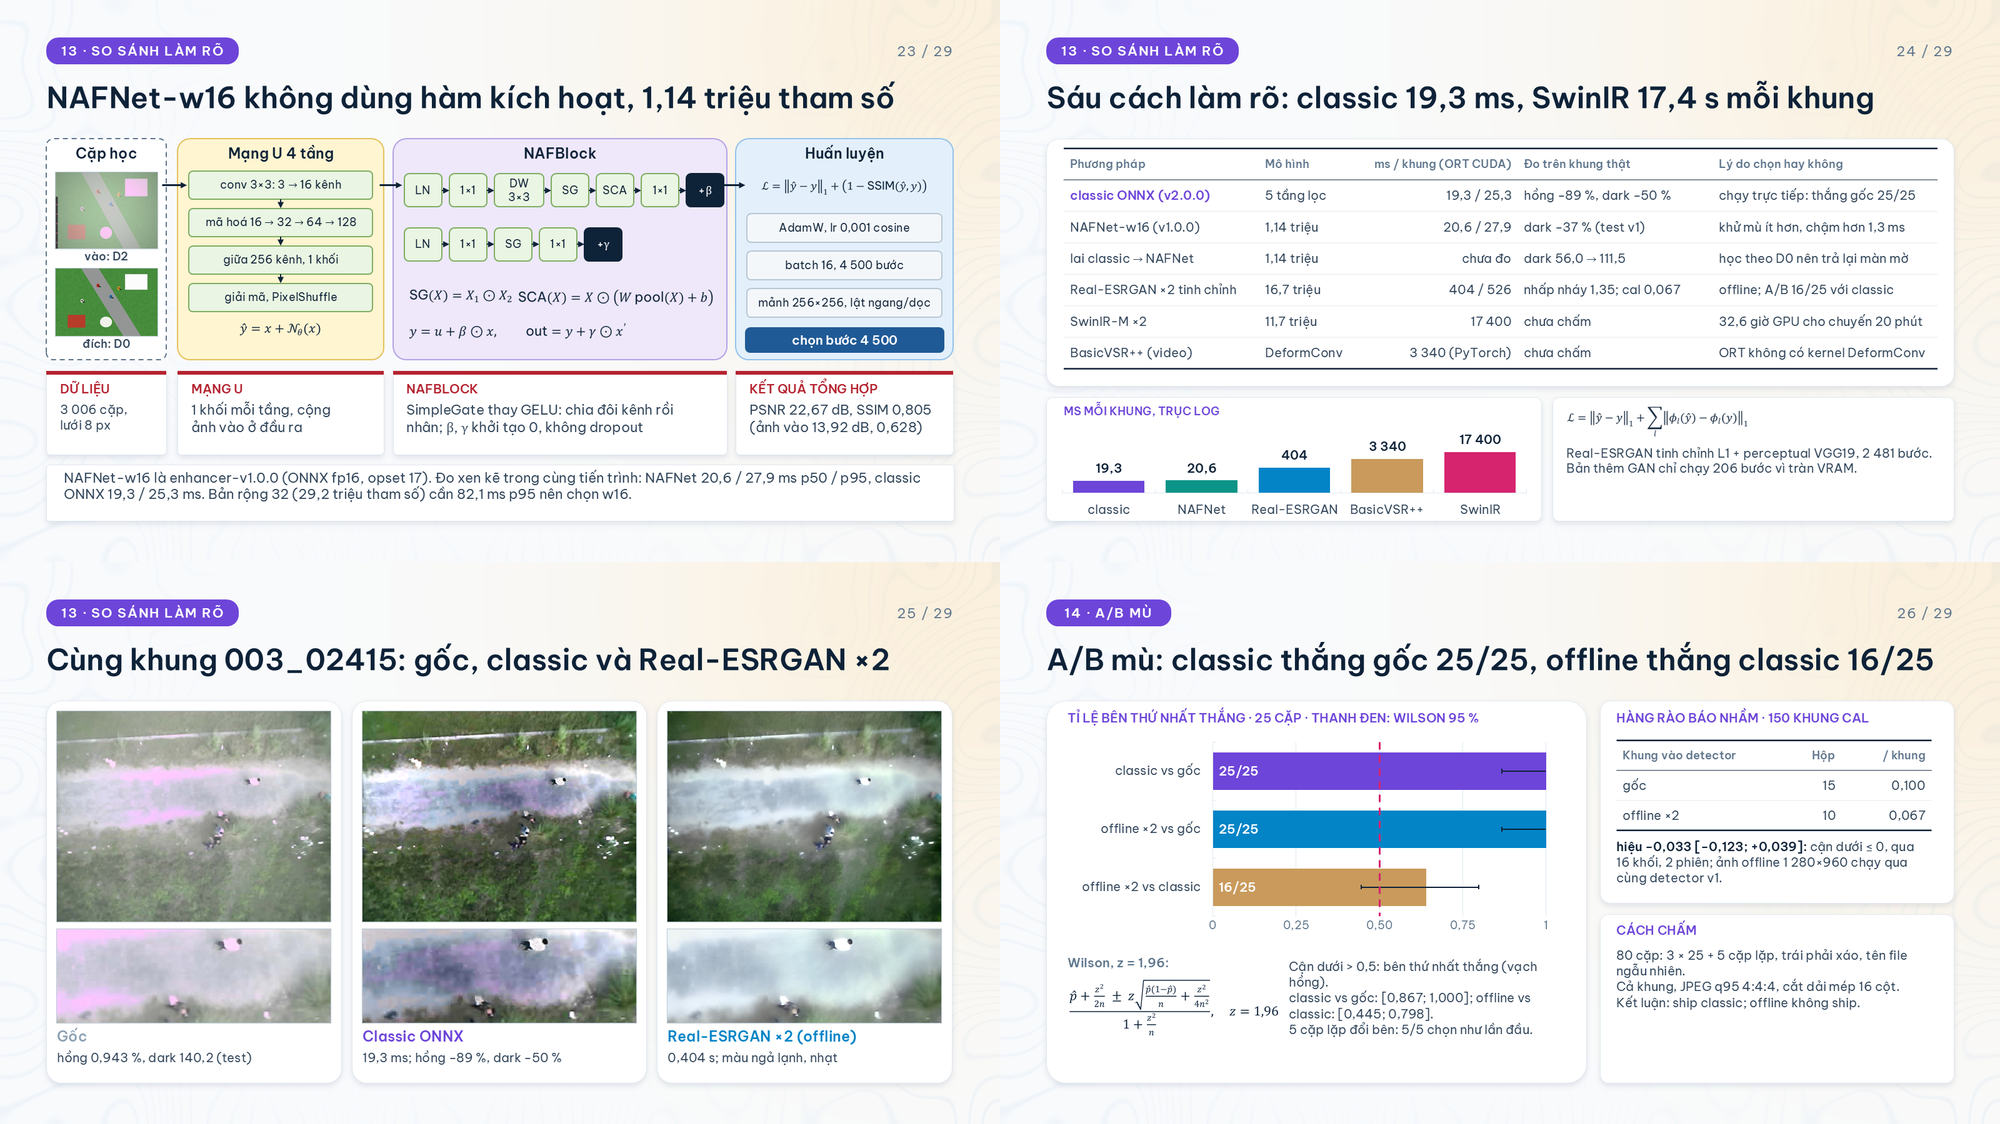 13 · SO SÁNH LÀM RÕ
23 / 29
NAFNet-w16 không dùng hàm kích hoạt, 1,14 triệu tham số
Cặp học
vào: D2
đích: D0
Mạng U 4 tầng
conv 3×3: 3 → 16 kênh
mã hoá 16 → 32 → 64 → 128
giữa 256 kênh, 1 khối
giải mã, PixelShuffle
ŷ = x + 𝒩θ(x)
NAFBlock
LN 1×1 DW 3×3 SG SCA 1×1 +β
LN 1×1 SG 1×1 +γ
SG(X) = X₁ ⊙ X₂ SCA(X) = X ⊙ (W pool(X) + b)
y = u + β ⊙ x, out = y + γ ⊙ x′
Huấn luyện
ℒ = ‖ŷ − y‖₁ + (1 − SSIM(ŷ, y))
AdamW, lr 0,001 cosine
batch 16, 4 500 bước
mảnh 256×256, lật ngang/dọc
chọn bước 4 500
DỮ LIỆU
3 006 cặp,
lưới 8 px
MẠNG U
1 khối mỗi tầng, cộng
ảnh vào ở đầu ra
NAFBLOCK
SimpleGate thay GELU: chia đôi kênh rồi
nhân; β, γ khởi tạo 0, không dropout
KẾT QUẢ TỔNG HỢP
PSNR 22,67 dB, SSIM 0,805
(ảnh vào 13,92 dB, 0,628)
NAFNet-w16 là enhancer-v1.0.0 (ONNX fp16, opset 17). Đo xen kẽ trong cùng tiến trình: NAFNet 20,6 / 27,9 ms p50 / p95, classic
ONNX 19,3 / 25,3 ms. Bản rộng 32 (29,2 triệu tham số) cần 82,1 ms p95 nên chọn w16.
13 · SO SÁNH LÀM RÕ
24 / 29
Sáu cách làm rõ: classic 19,3 ms, SwinIR 17,4 s mỗi khung
Phương pháp Mô hình ms / khung (ORT CUDA) Đo trên khung thật Lý do chọn hay không
classic ONNX (v2.0.0) 5 tầng lọc 19,3 / 25,3 hồng −89 %, dark −50 % chạy trực tiếp: thắng gốc 25/25
NAFNet-w16 (v1.0.0) 1,14 triệu 20,6 / 27,9 dark −37 % (test v1) khử mù ít hơn, chậm hơn 1,3 ms
lai classic → NAFNet 1,14 triệu chưa đo dark 56,0 → 111,5 học theo D0 nên trả lại màn mờ
Real-ESRGAN ×2 tinh chỉnh 16,7 triệu 404 / 526 nhấp nháy 1,35; cal 0,067 offline; A/B 16/25 với classic
SwinIR-M ×2 11,7 triệu 17 400 chưa chấm 32,6 giờ GPU cho chuyến 20 phút
BasicVSR++ (video) DeformConv 3 340 (PyTorch) chưa chấm ORT không có kernel DeformConv
MS MỖI KHUNG, TRỤC LOG
19,3 20,6 404 3 340 17 400
classic NAFNet Real-ESRGAN BasicVSR++ SwinIR
ℒ = ‖ŷ − y‖₁ + ∑l ‖ϕl(ŷ) − ϕl(y)‖₁
Real-ESRGAN tinh chỉnh L1 + perceptual VGG19, 2 481 bước.
Bản thêm GAN chỉ chạy 206 bước vì tràn VRAM.
13 · SO SÁNH LÀM RÕ
25 / 29
Cùng khung 003_02415: gốc, classic và Real-ESRGAN ×2
Gốc
hồng 0,943 %, dark 140,2 (test)
Classic ONNX
19,3 ms; hồng −89 %, dark −50 %
Real-ESRGAN ×2 (offline)
0,404 s; màu ngả lạnh, nhạt
14 · A/B MÙ
26 / 29
A/B mù: classic thắng gốc 25/25, offline thắng classic 16/25
TỈ LỆ BÊN THỨ NHẤT THẮNG · 25 CẶP · THANH ĐEN: WILSON 95 %
classic vs gốc 25/25
offline ×2 vs gốc 25/25
offline ×2 vs classic 16/25
0 0,25 0,50 0,75 1
Wilson, z = 1,96:
(p̂ + z²/2n ± z√(p̂(1−p̂)/n + z²/4n²)) / (1 + z²/n), z = 1,96
Cận dưới > 0,5: bên thứ nhất thắng (vạch
hồng).
classic vs gốc: [0,867; 1,000]; offline vs
classic: [0,445; 0,798].
5 cặp lặp đổi bên: 5/5 chọn như lần đầu.
HÀNG RÀO BÁO NHẦM · 150 KHUNG CAL
Khung vào detector Hộp / khung
gốc 15 0,100
offline ×2 10 0,067
hiệu −0,033 [−0,123; +0,039]: cận dưới ≤ 0, qua
16 khối, 2 phiên; ảnh offline 1 280×960 chạy qua
cùng detector v1.
CÁCH CHẤM
80 cặp: 3 × 25 + 5 cặp lặp, trái phải xáo, tên file
ngẫu nhiên.
Cả khung, JPEG q95 4:4:4, cắt dải mép 16 cột.
Kết luận: ship classic; offline không ship.